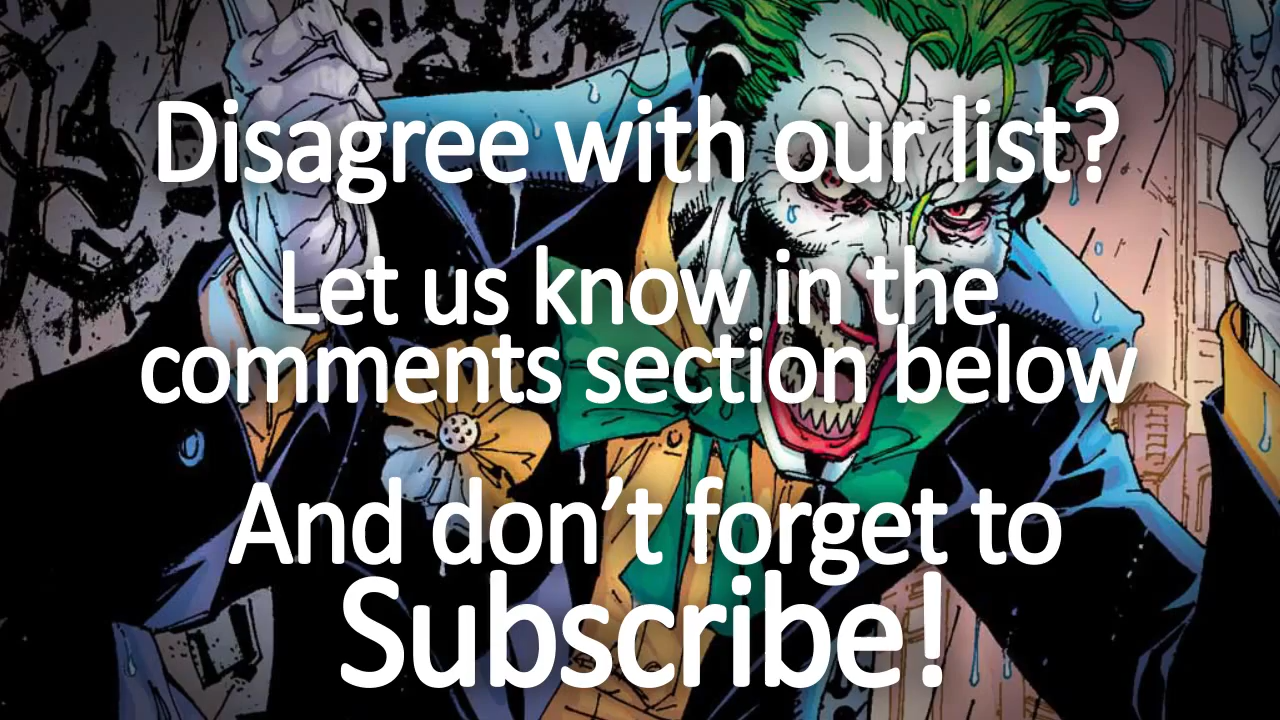 Disagree with our list?
Let us know in the
comments section below
And don’t forget to
Subscribe!